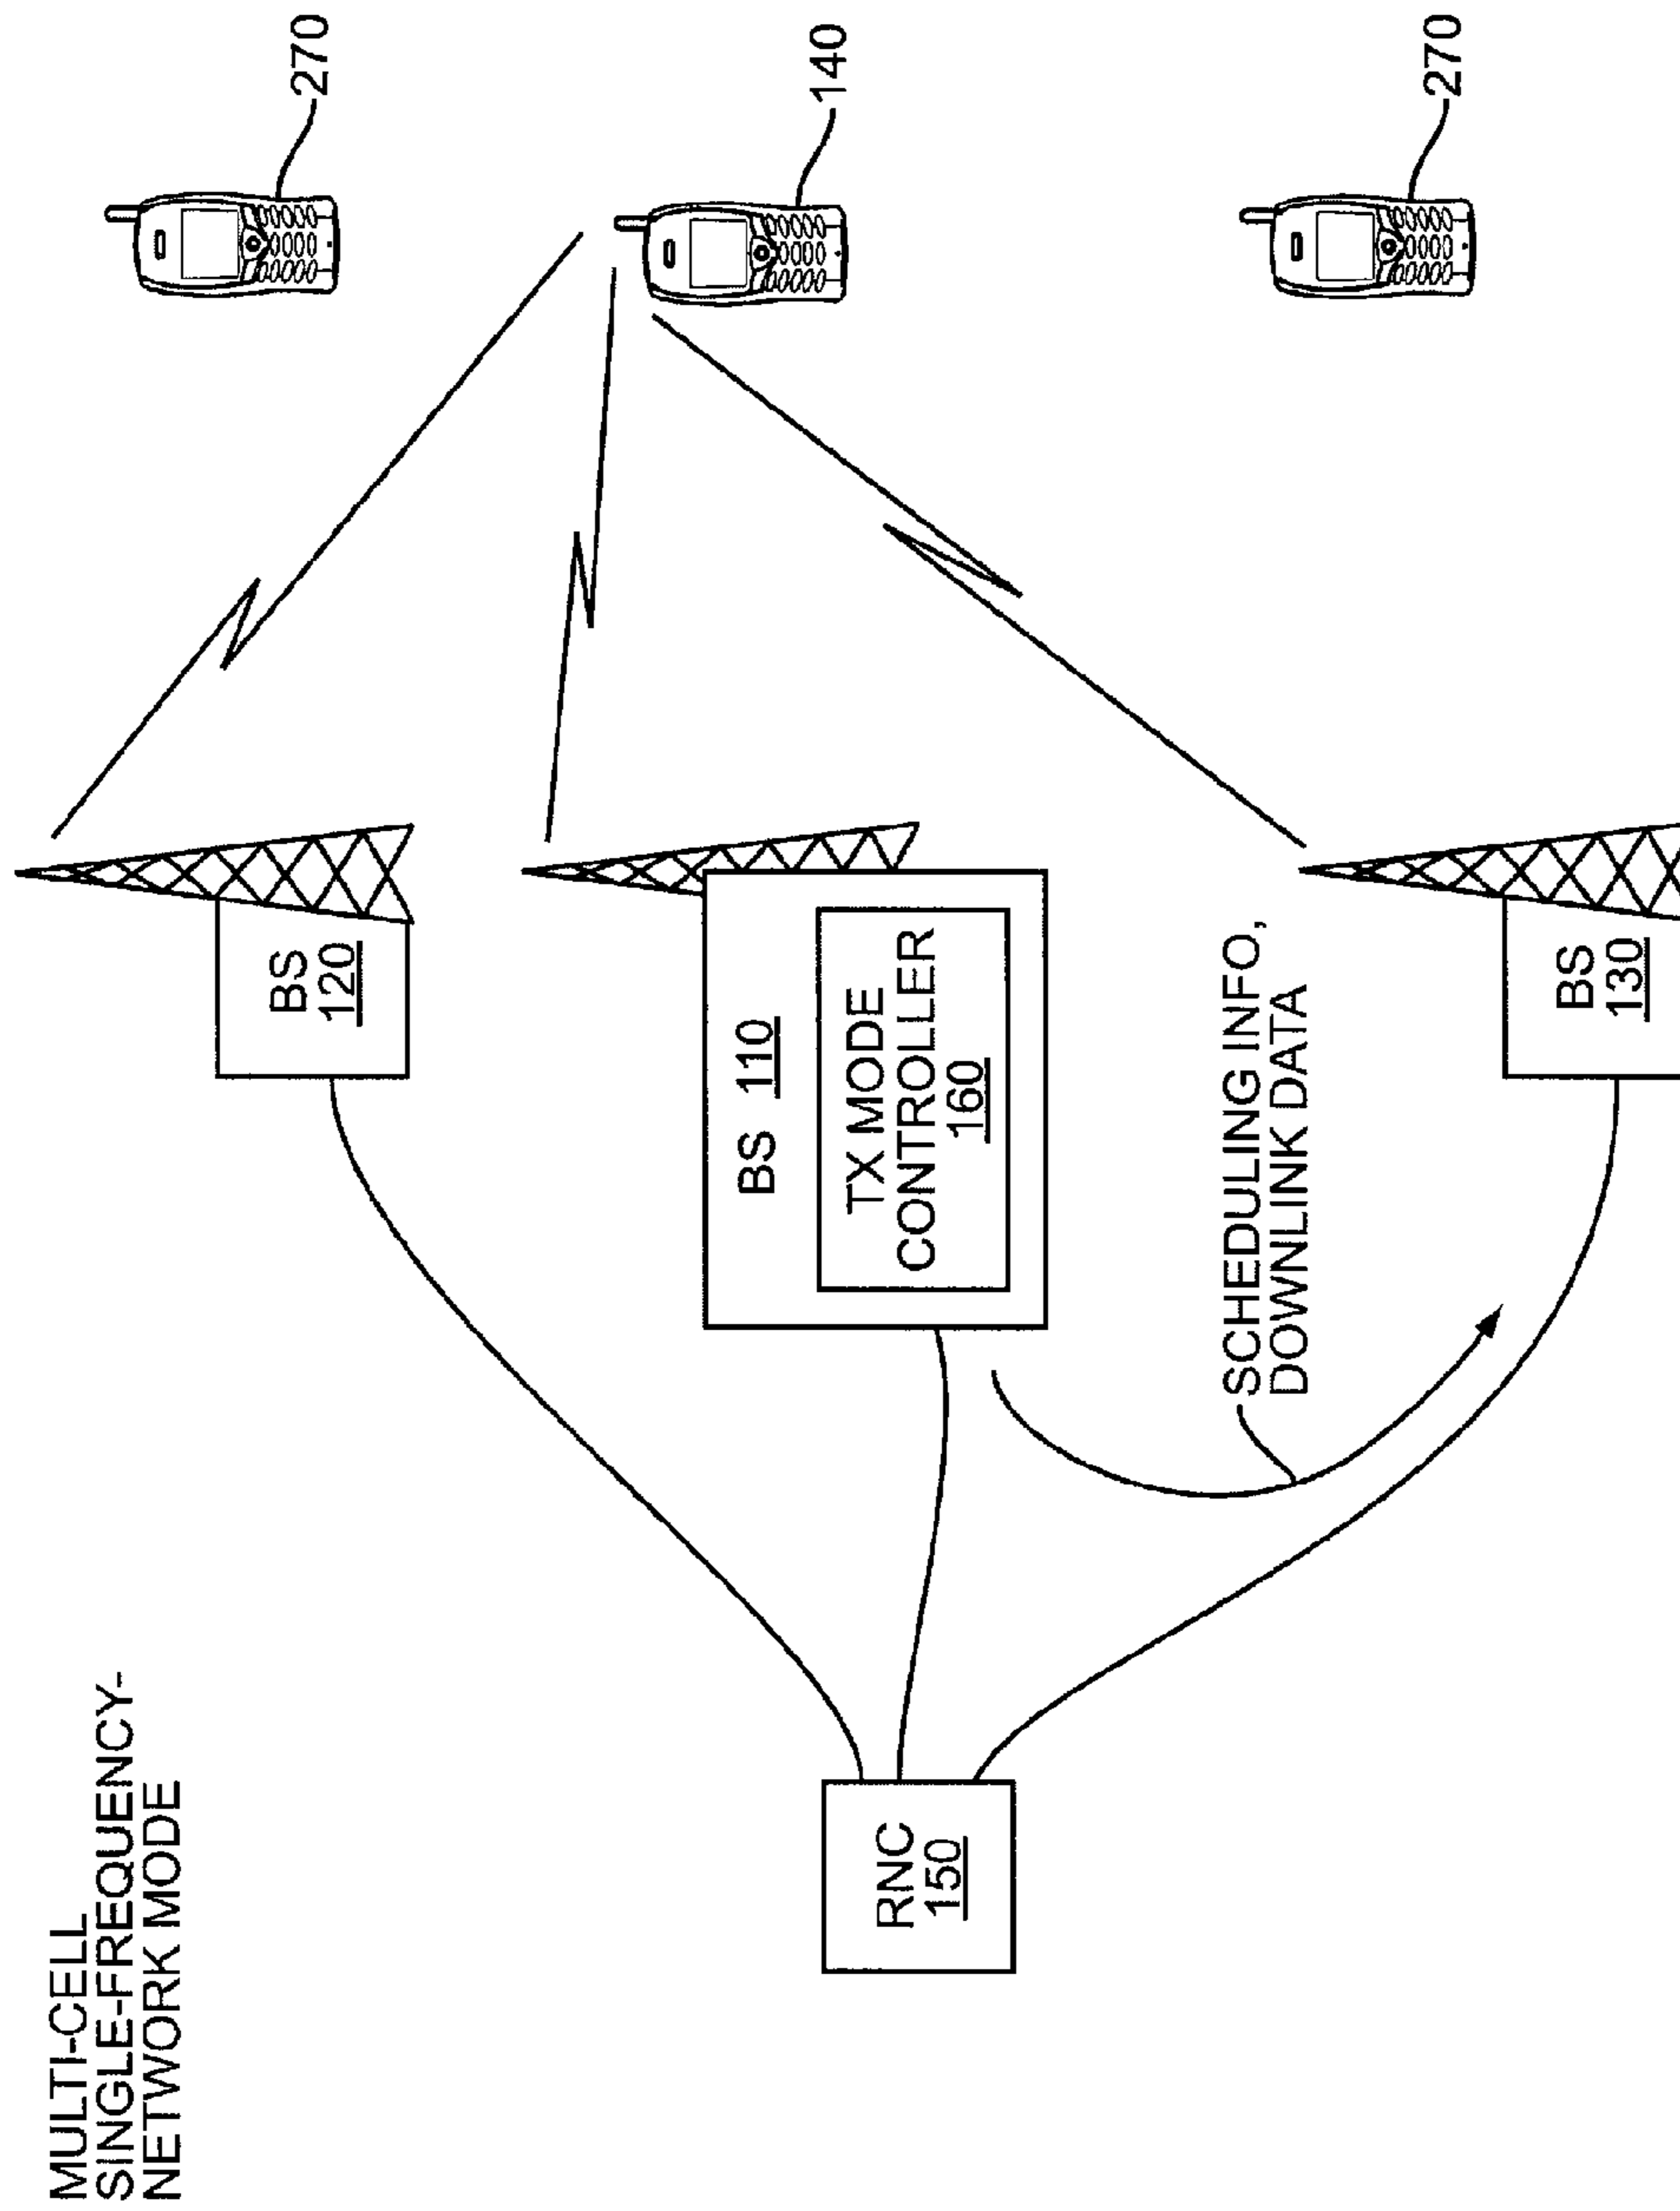 MULTI-CELL
SINGLE-FREQUENCY-
NETWORK MODE
270
140
270
BS
120
BS 110
TX MODE
CONTROLLER
160
BS
130
SCHEDULING INFO,
DOWNLINK DATA
RNC
150